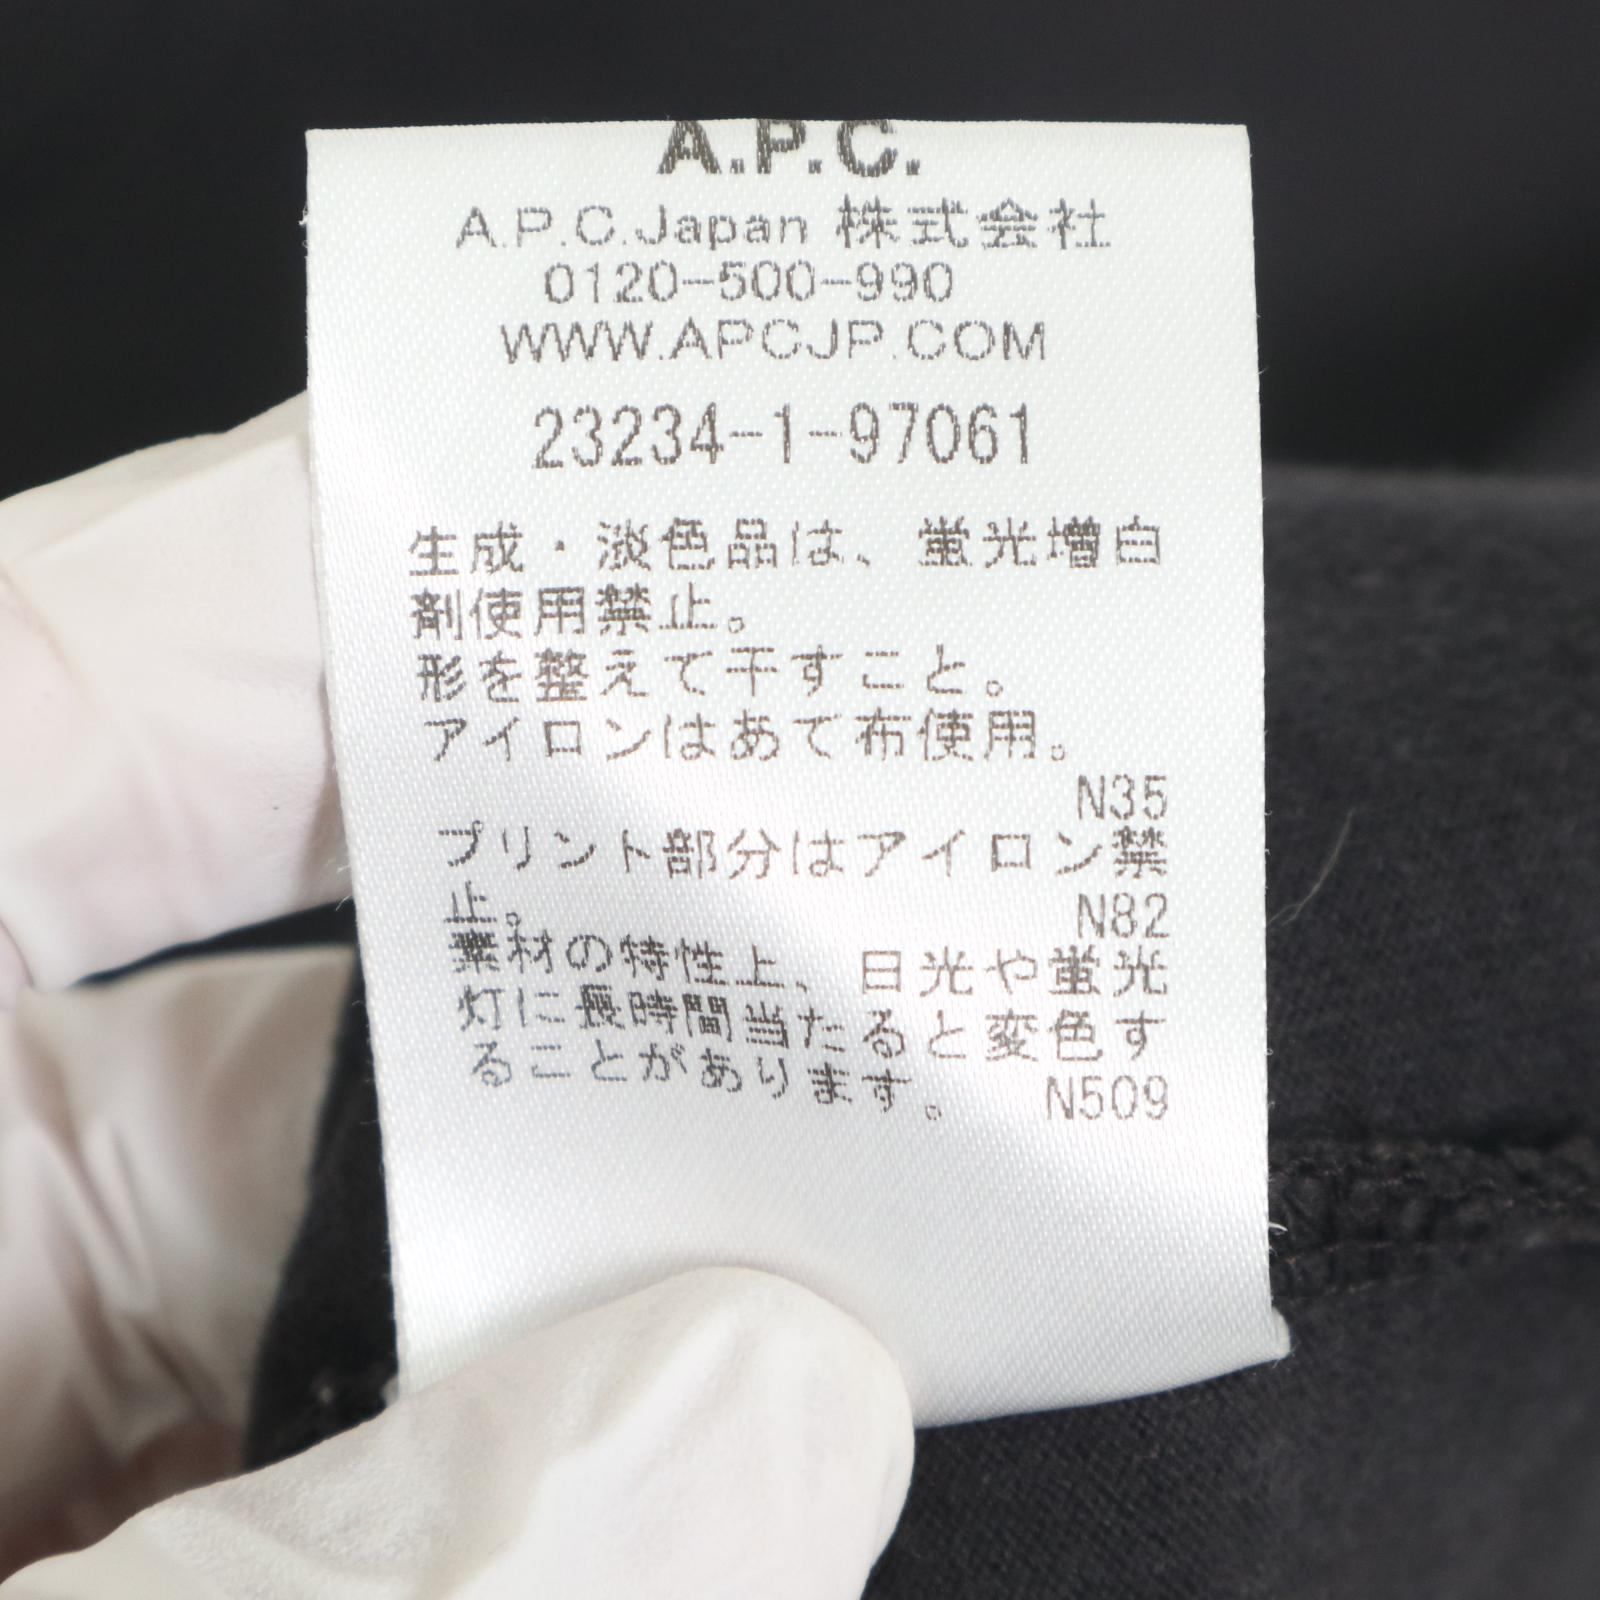 A.P.C.
A.P.C.Japan 株式会社
0120-500-990
WWW.APCJP.COM
23234-1-97061
生成・淡色品は、蛍光増白
剤使用禁止。
形を整えて干すこと。
アイロンはあて布使用。
N35
プリント部分はアイロン禁
止。 N82
素材の特性上、日光や蛍光
灯に長時間当たると変色す
ることがあります。 N509